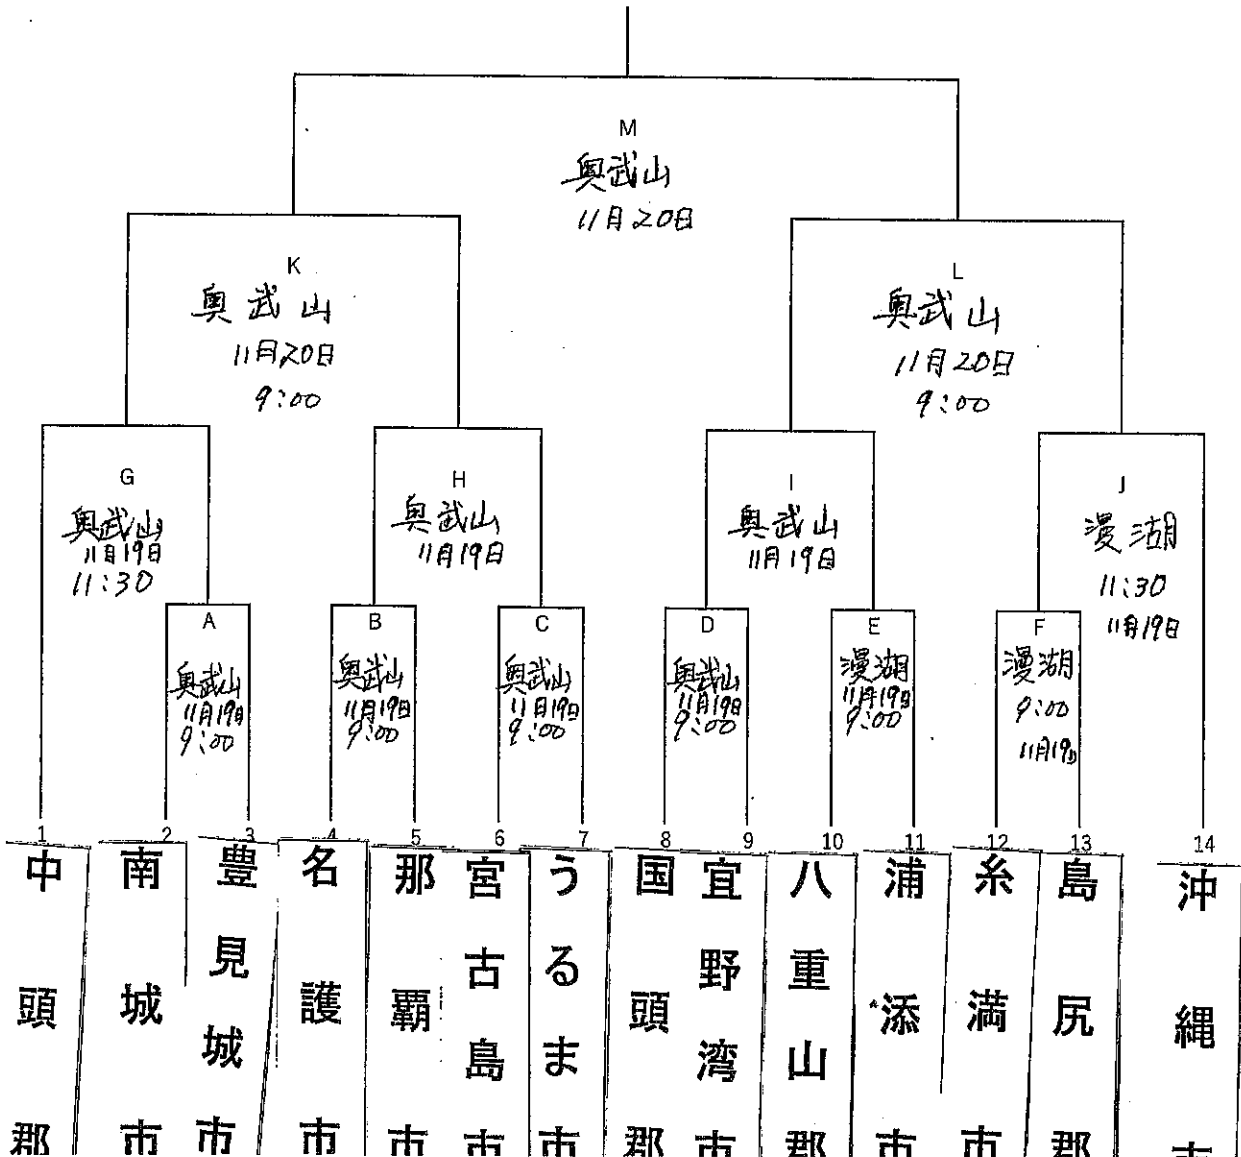 M
奥武山
11月20日
K
奥武山
11月20日
9:00
L
奥武山
11月20日
9:00
G
奥武山
11月19日
11:30
H
奥武山
11月19日
I
奥武山
11月19日
J
漫湖
11:30
11月19日
A
奥武山
11月19日
9:00
B
奥武山
11月19日
9:00
C
奥武山
11月19日
9:00
D
奥武山
11月19日
9:00
E
漫湖
11月19日
9:00
F
漫湖
9:00
11月19日
1
中頭郡
2
南城市
3
豊見城市
4
名護市
5
那覇市
6
宮古島市
7
うるま市
8
国頭郡
9
宜野湾市
10
八重山郡
11
浦添市
12
糸満市
13
島尻郡
14
沖縄市